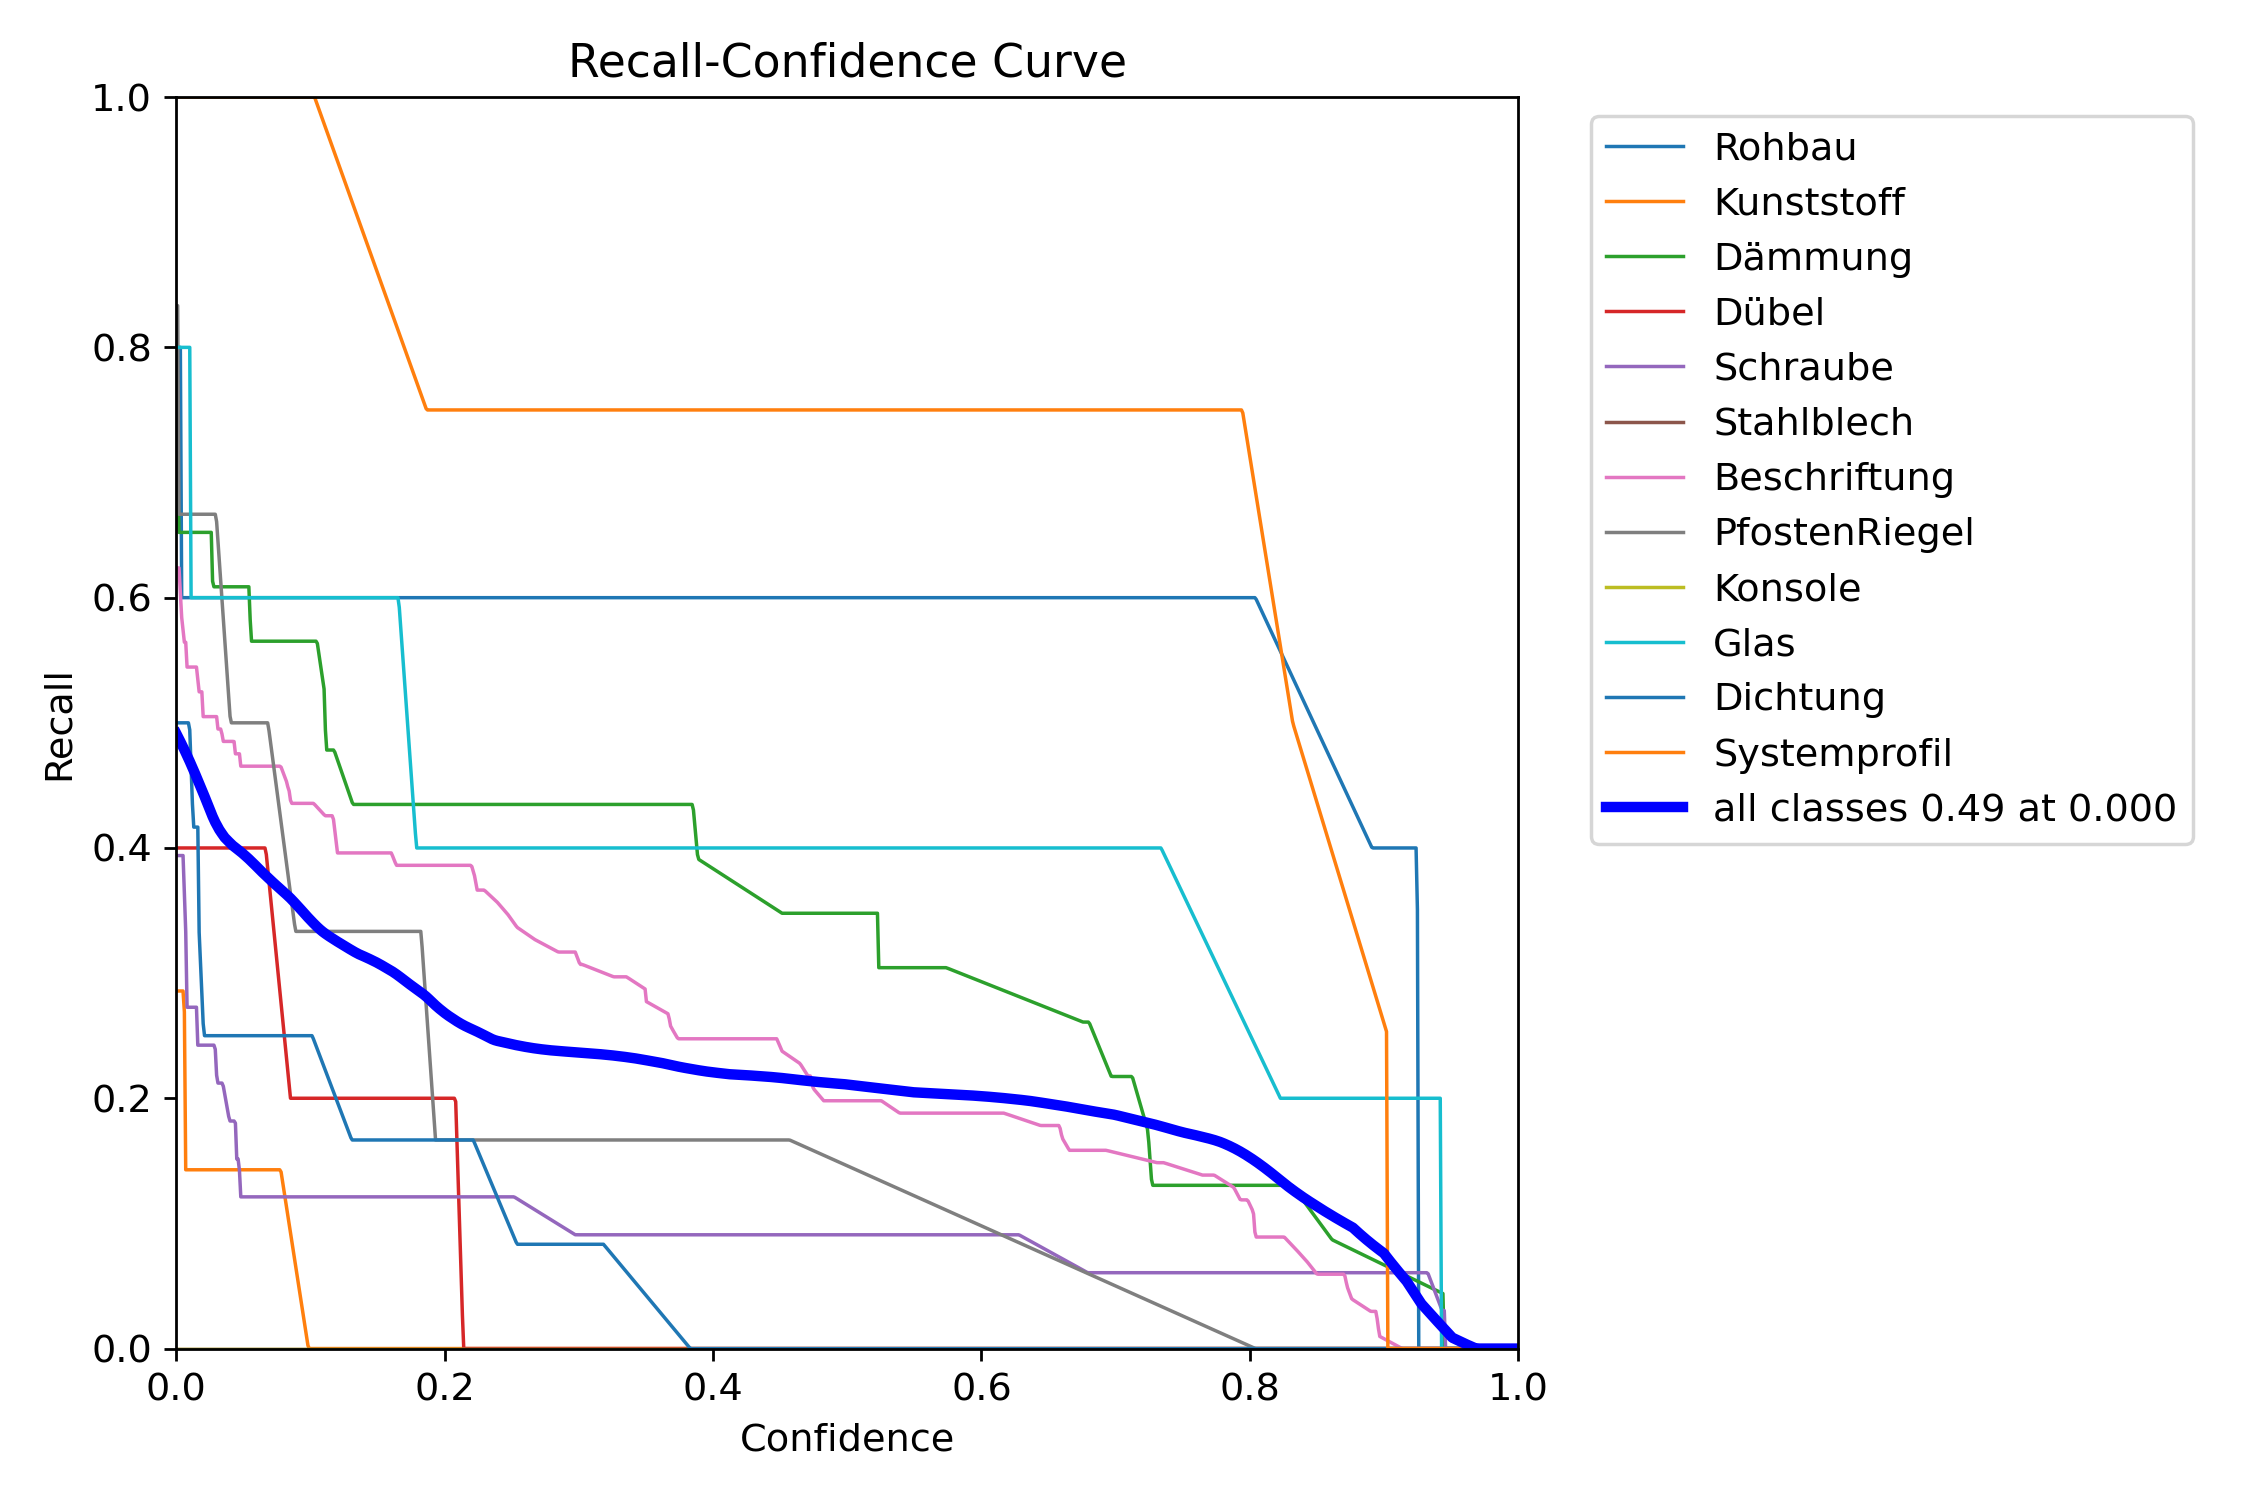 Recall-Confidence Curve
1.0
0.8
0.6
0.4
0.2
0.0
Recall
0.0 0.2 0.4 0.6 0.8 1.0
Confidence
Rohbau
Kunststoff
Dämmung
Dübel
Schraube
Stahlblech
Beschriftung
PfostenRiegel
Konsole
Glas
Dichtung
Systemprofil
all classes 0.49 at 0.000